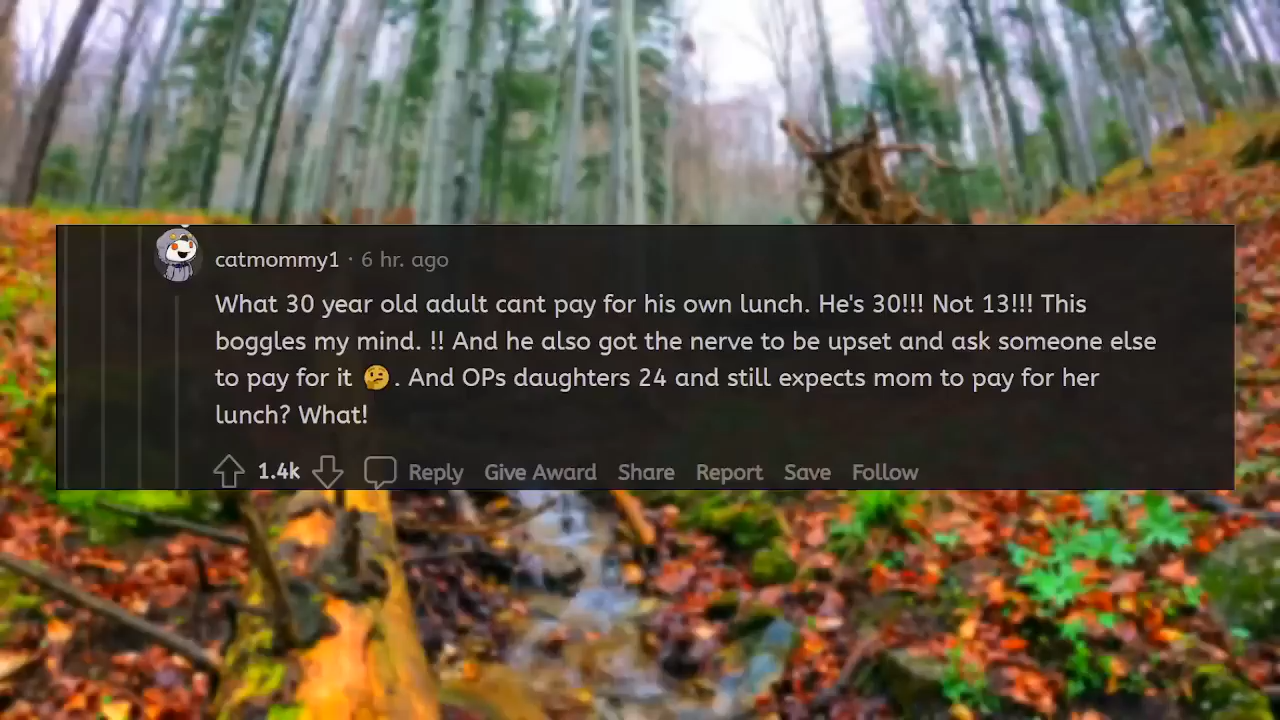 catmommy1 · 6 hr. ago
What 30 year old adult cant pay for his own lunch. He's 30!!! Not 13!!! This
boggles my mind. !! And he also got the nerve to be upset and ask someone else
to pay for it 🤔. And OPs daughters 24 and still expects mom to pay for her
lunch? What!
1.4k Reply Give Award Share Report Save Follow